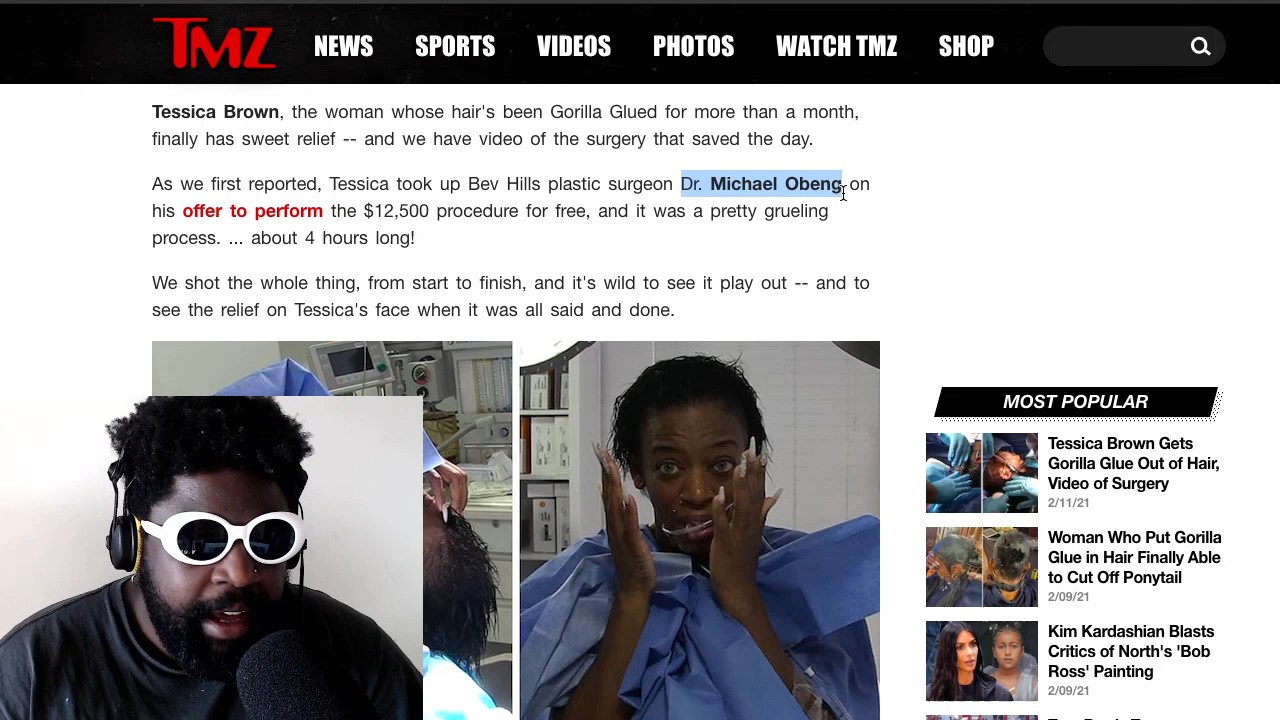 TMZ NEWS SPORTS VIDEOS PHOTOS WATCH TMZ SHOP
Tessica Brown, the woman whose hair's been Gorilla Glued for more than a month,
finally has sweet relief -- and we have video of the surgery that saved the day.
As we first reported, Tessica took up Bev Hills plastic surgeon Dr. Michael Obeng on
his offer to perform the $12,500 procedure for free, and it was a pretty grueling
process. ... about 4 hours long!
We shot the whole thing, from start to finish, and it's wild to see it play out -- and to
see the relief on Tessica's face when it was all said and done.
MOST POPULAR
Tessica Brown Gets
Gorilla Glue Out of Hair,
Video of Surgery
2/11/21
Woman Who Put Gorilla
Glue in Hair Finally Able
to Cut Off Ponytail
2/09/21
Kim Kardashian Blasts
Critics of North's 'Bob
Ross' Painting
2/09/21